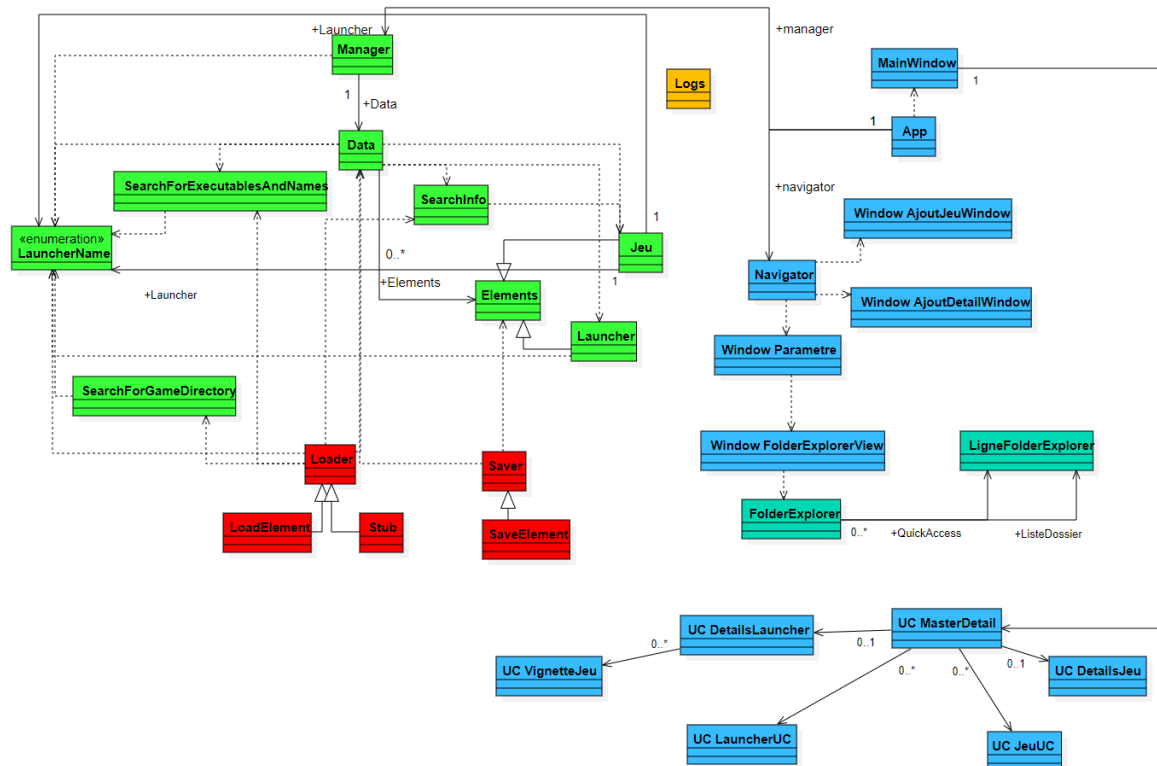 +Launcher
+manager
Manager
MainWindow
1
Logs
1
+Data
App
1
Data
SearchForExecutablesAndNames
SearchInfo
+navigator
Window AjoutJeuWindow
«enumeration»
LauncherName
1
Jeu
0..*
Navigator
1
+Elements
+Launcher
Elements
Window AjoutDetailWindow
Launcher
Window Parametre
SearchForGameDirectory
Window FolderExplorerView
LigneFolderExplorer
Loader
Saver
FolderExplorer
LoadElement
Stub
SaveElement
0..*
+QuickAccess
+ListeDossier
UC DetailsLauncher
UC MasterDetail
0..*
0..1
UC VignetteJeu
0..*
0..*
0..1
UC DetailsJeu
UC LauncherUC
UC JeuUC